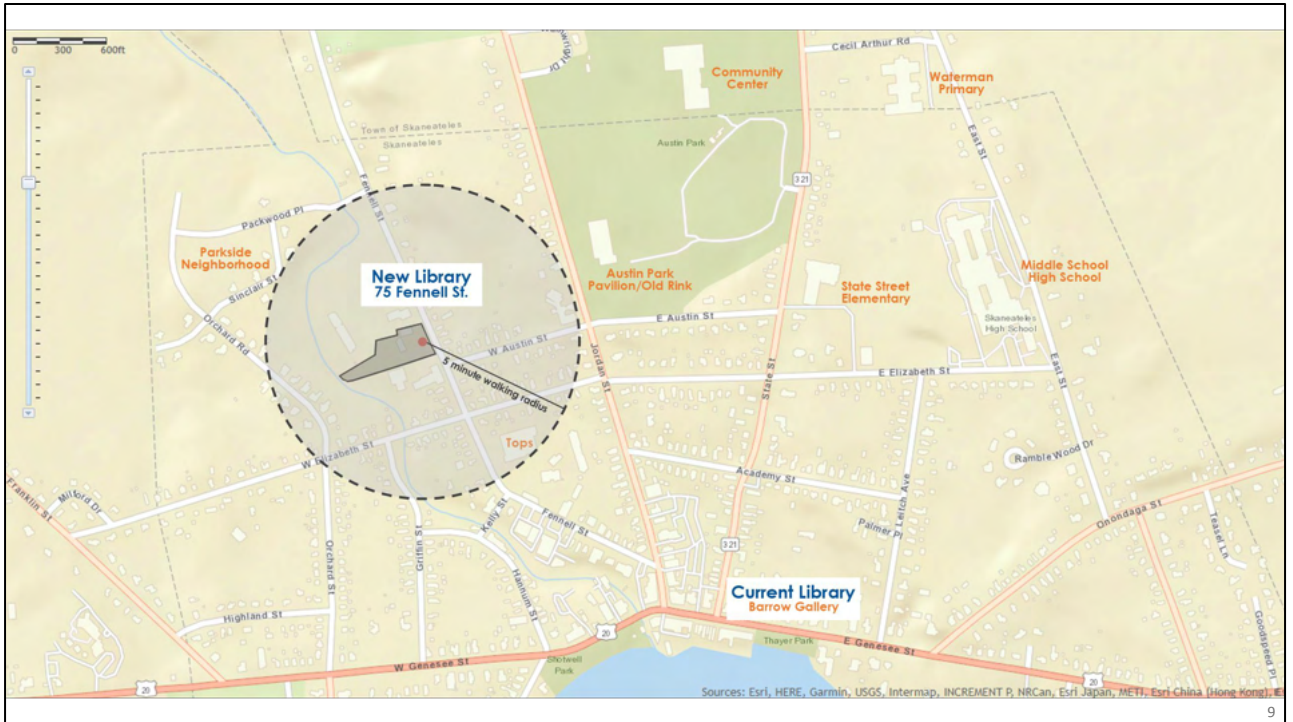 0 300 600ft
Wainwright Dr
Cecil Arthur Rd
Community
Center
Waterman
Primary
Town of Skaneateles
Skaneateles
Austin Park
East St
321
Fennell St
Packwood Pl
Parkside
Neighborhood
Sinclair St
Orchard Rd
New Library
75 Fennell St.
Austin Park
Pavilion/Old Rink
State Street
Elementary
Middle School
High School
Skaneateles
High School
E Austin St
W Austin St
5 minute walking radius
Jordan St
State St
E Elizabeth St
East St
W Elizabeth St
Tops
Ramble Wood Dr
Franklin St
Milford Dr
Academy St
Leitch Ave
Palmer Pl
Onondaga St
Teasel Ln
Kelly St
Fennell St
Griffin St
Orchard St
Hannum St
321
Highland St
Current Library
Barrow Gallery
Thayer Park
E Genesee St
Goodspeed Pl
20
W Genesee St
Shotwell
Park
20
20
Sources: Esri, HERE, Garmin, USGS, Intermap, INCREMENT P, NRCan, Esri Japan, METI, Esri China (Hong Kong),
9